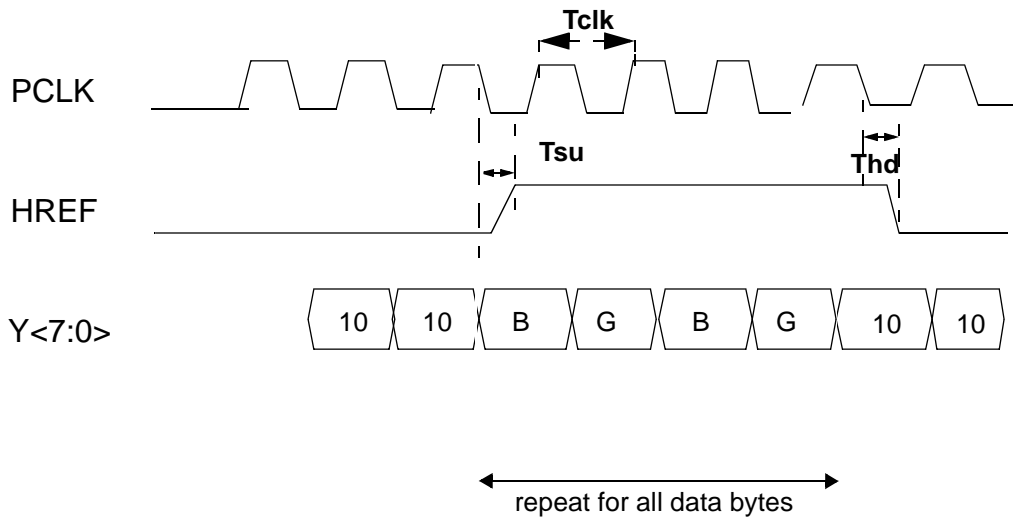 Tclk
PCLK
Tsu
Thd
HREF
Y<7:0>
10 10 B G B G 10 10
repeat for all data bytes